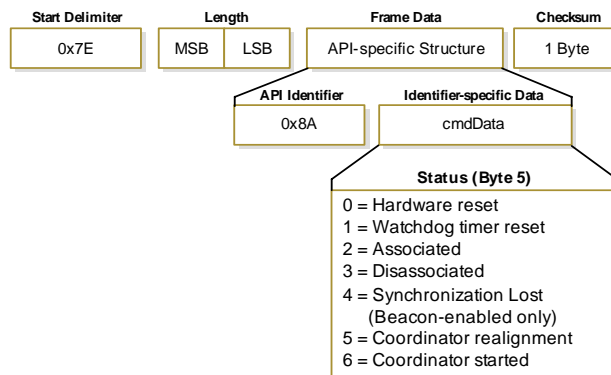 Start Delimiter Length Frame Data Checksum
0x7E MSB LSB API-specific Structure 1 Byte
API Identifier Identifier-specific Data
0x8A cmdData
Status (Byte 5)
0 = Hardware reset
1 = Watchdog timer reset
2 = Associated
3 = Disassociated
4 = Synchronization Lost
(Beacon-enabled only)
5 = Coordinator realignment
6 = Coordinator started